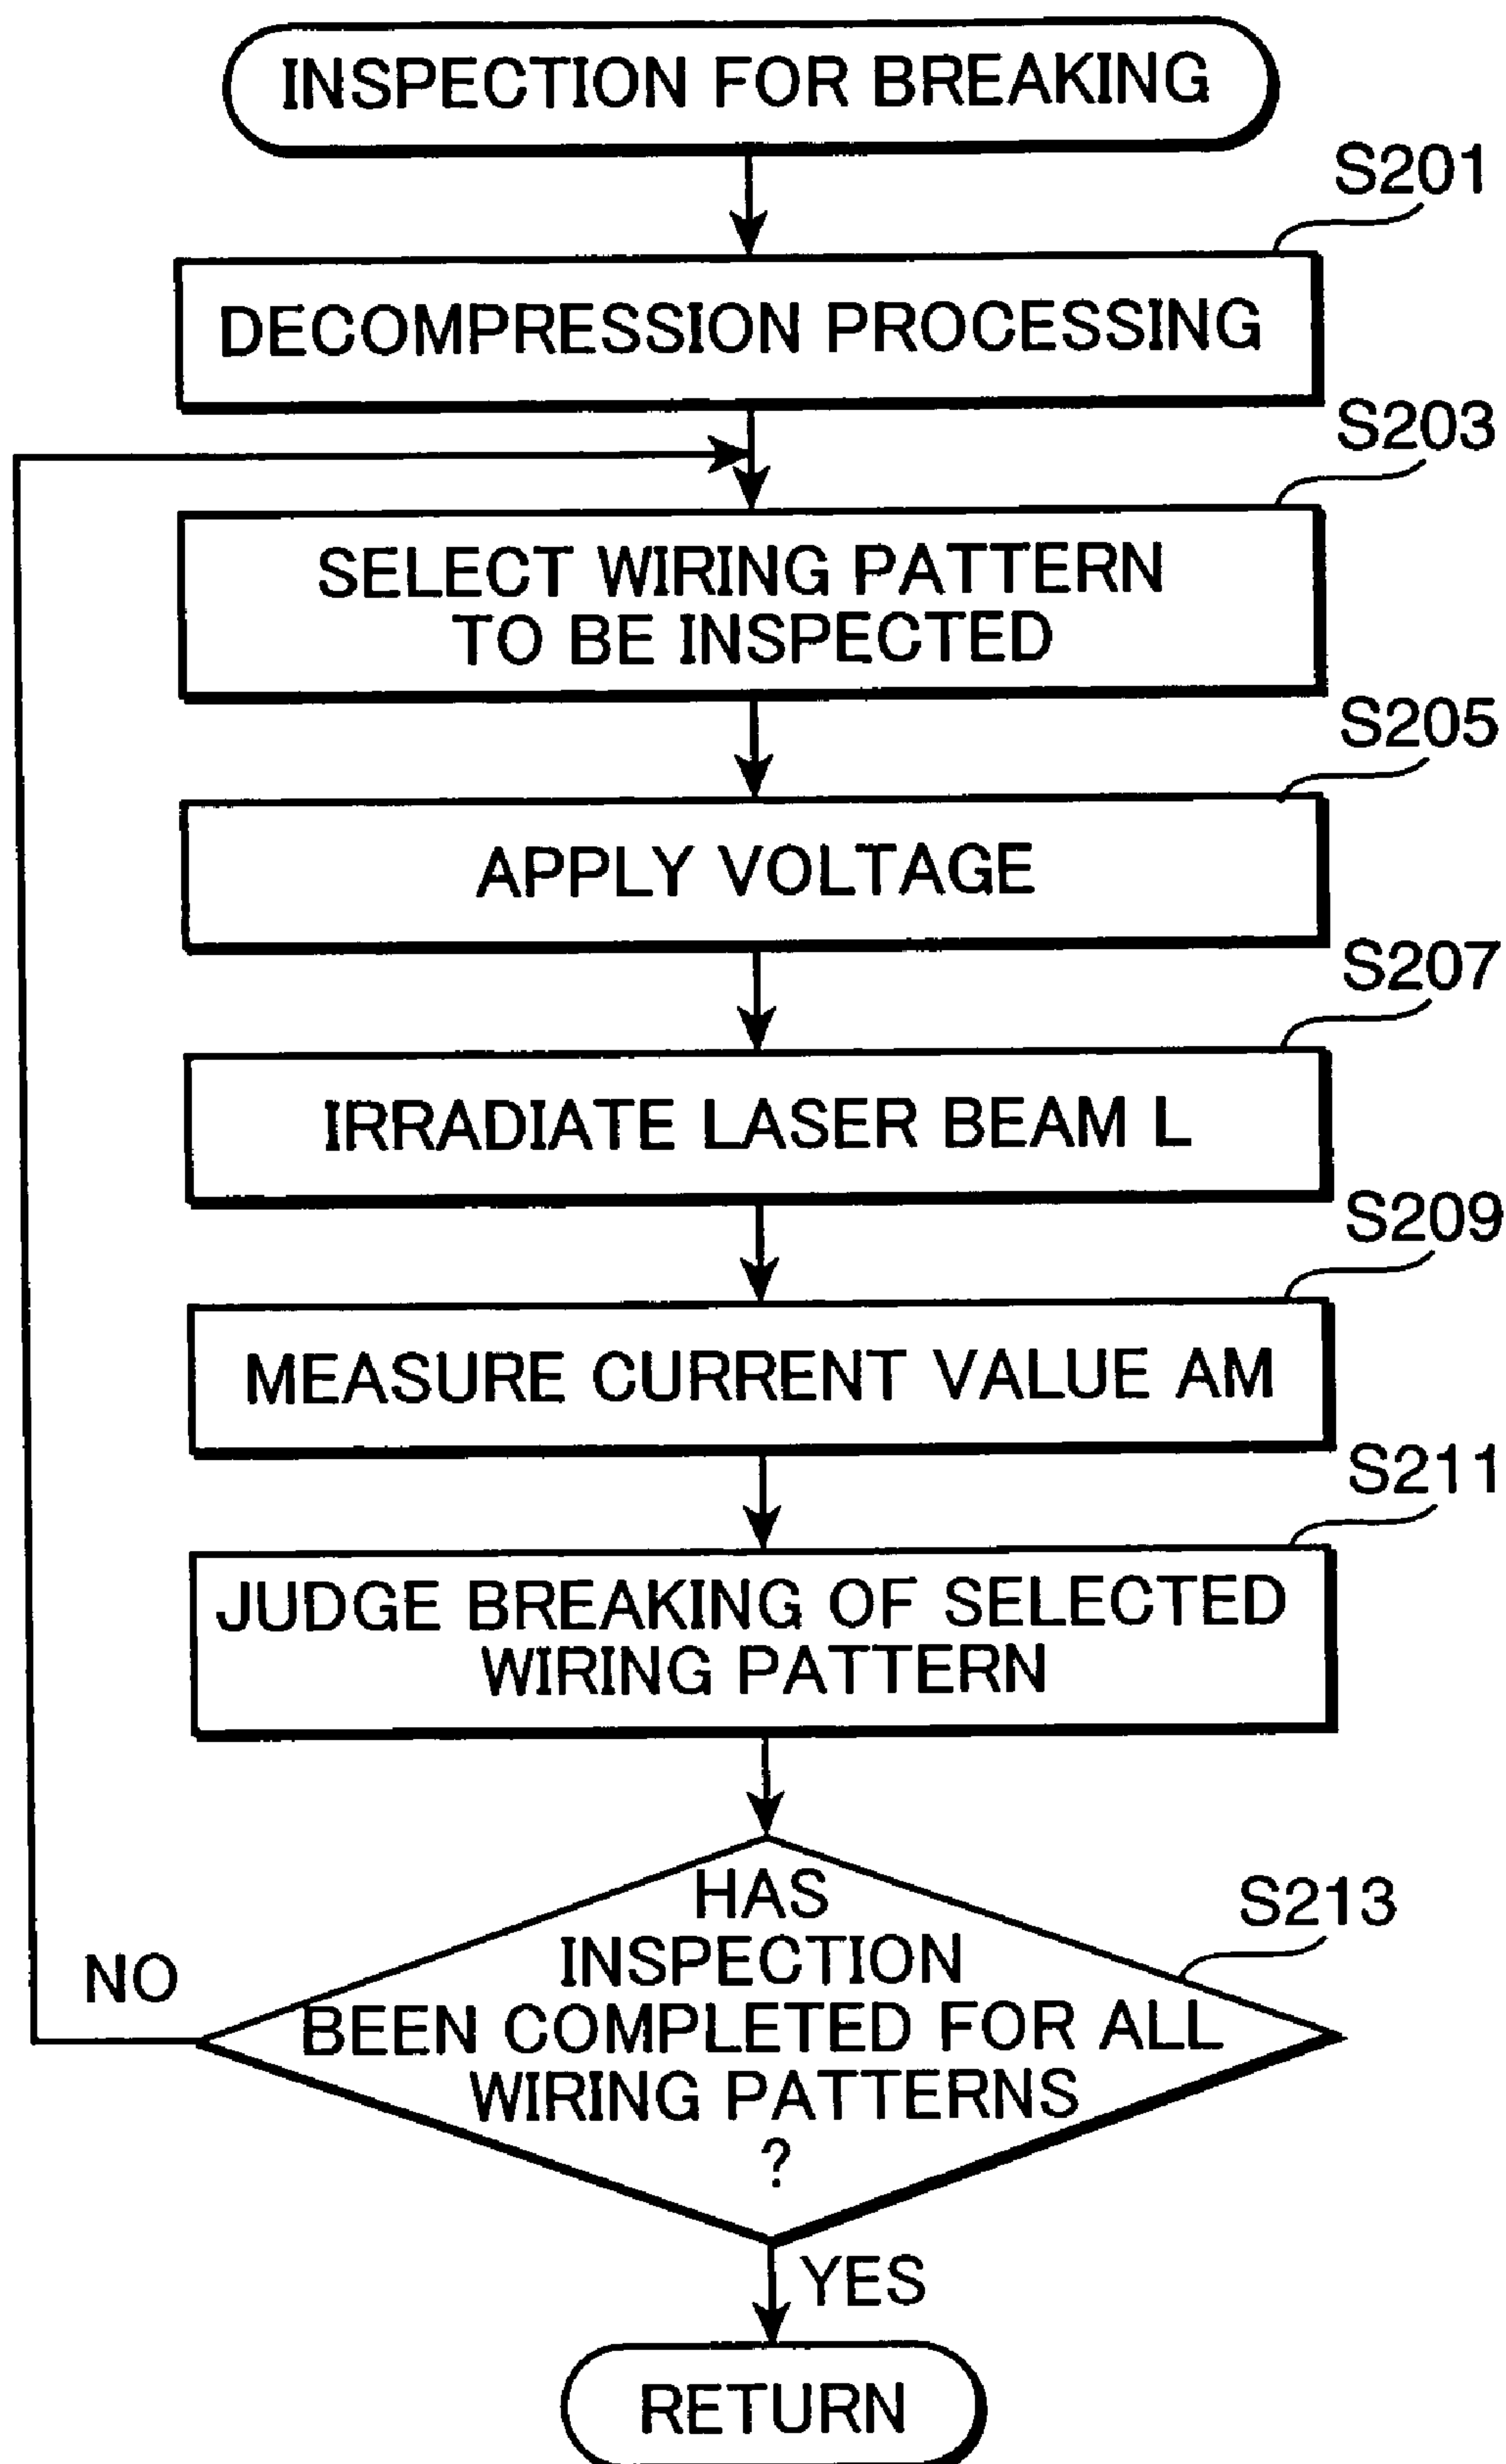 INSPECTION FOR BREAKING
S201
DECOMPRESSION PROCESSING
S203
SELECT WIRING PATTERN
TO BE INSPECTED
S205
APPLY VOLTAGE
S207
IRRADIATE LASER BEAM L
S209
MEASURE CURRENT VALUE AM
S211
JUDGE BREAKING OF SELECTED
WIRING PATTERN
S213
HAS
INSPECTION
BEEN COMPLETED FOR ALL
WIRING PATTERNS
?
NO
YES
RETURN